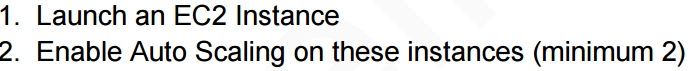 1. Launch an EC2 Instance
2. Enable Auto Scaling on these instances (minimum 2)